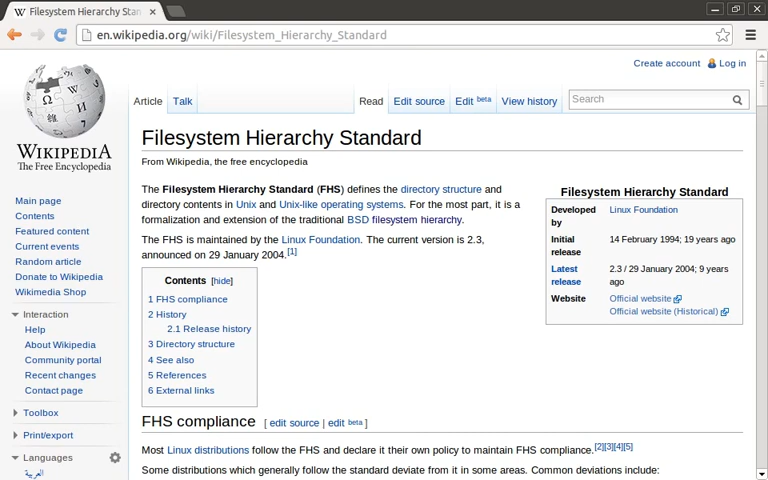 Filesystem Hierarchy Stan
en.wikipedia.org/wiki/Filesystem_Hierarchy_Standard
Create account Log in
Article Talk Read Edit source Edit beta View history Search
WIKIPEDIA
The Free Encyclopedia
Main page
Contents
Featured content
Current events
Random article
Donate to Wikipedia
Wikimedia Shop
Interaction
Help
About Wikipedia
Community portal
Recent changes
Contact page
Toolbox
Print/export
Languages
العربية
Filesystem Hierarchy Standard
From Wikipedia, the free encyclopedia
The Filesystem Hierarchy Standard (FHS) defines the directory structure and
directory contents in Unix and Unix-like operating systems. For the most part, it is a
formalization and extension of the traditional BSD filesystem hierarchy.
The FHS is maintained by the Linux Foundation. The current version is 2.3,
announced on 29 January 2004.[1]
Filesystem Hierarchy Standard
Developed by Linux Foundation
Initial release 14 February 1994; 19 years ago
Latest release 2.3 / 29 January 2004; 9 years ago
Website Official website
Official website (Historical)
Contents [hide]
1 FHS compliance
2 History
2.1 Release history
3 Directory structure
4 See also
5 References
6 External links
FHS compliance [ edit source | edit beta ]
Most Linux distributions follow the FHS and declare it their own policy to maintain FHS compliance.[2][3][4][5]
Some distributions which generally follow the standard deviate from it in some areas. Common deviations include: